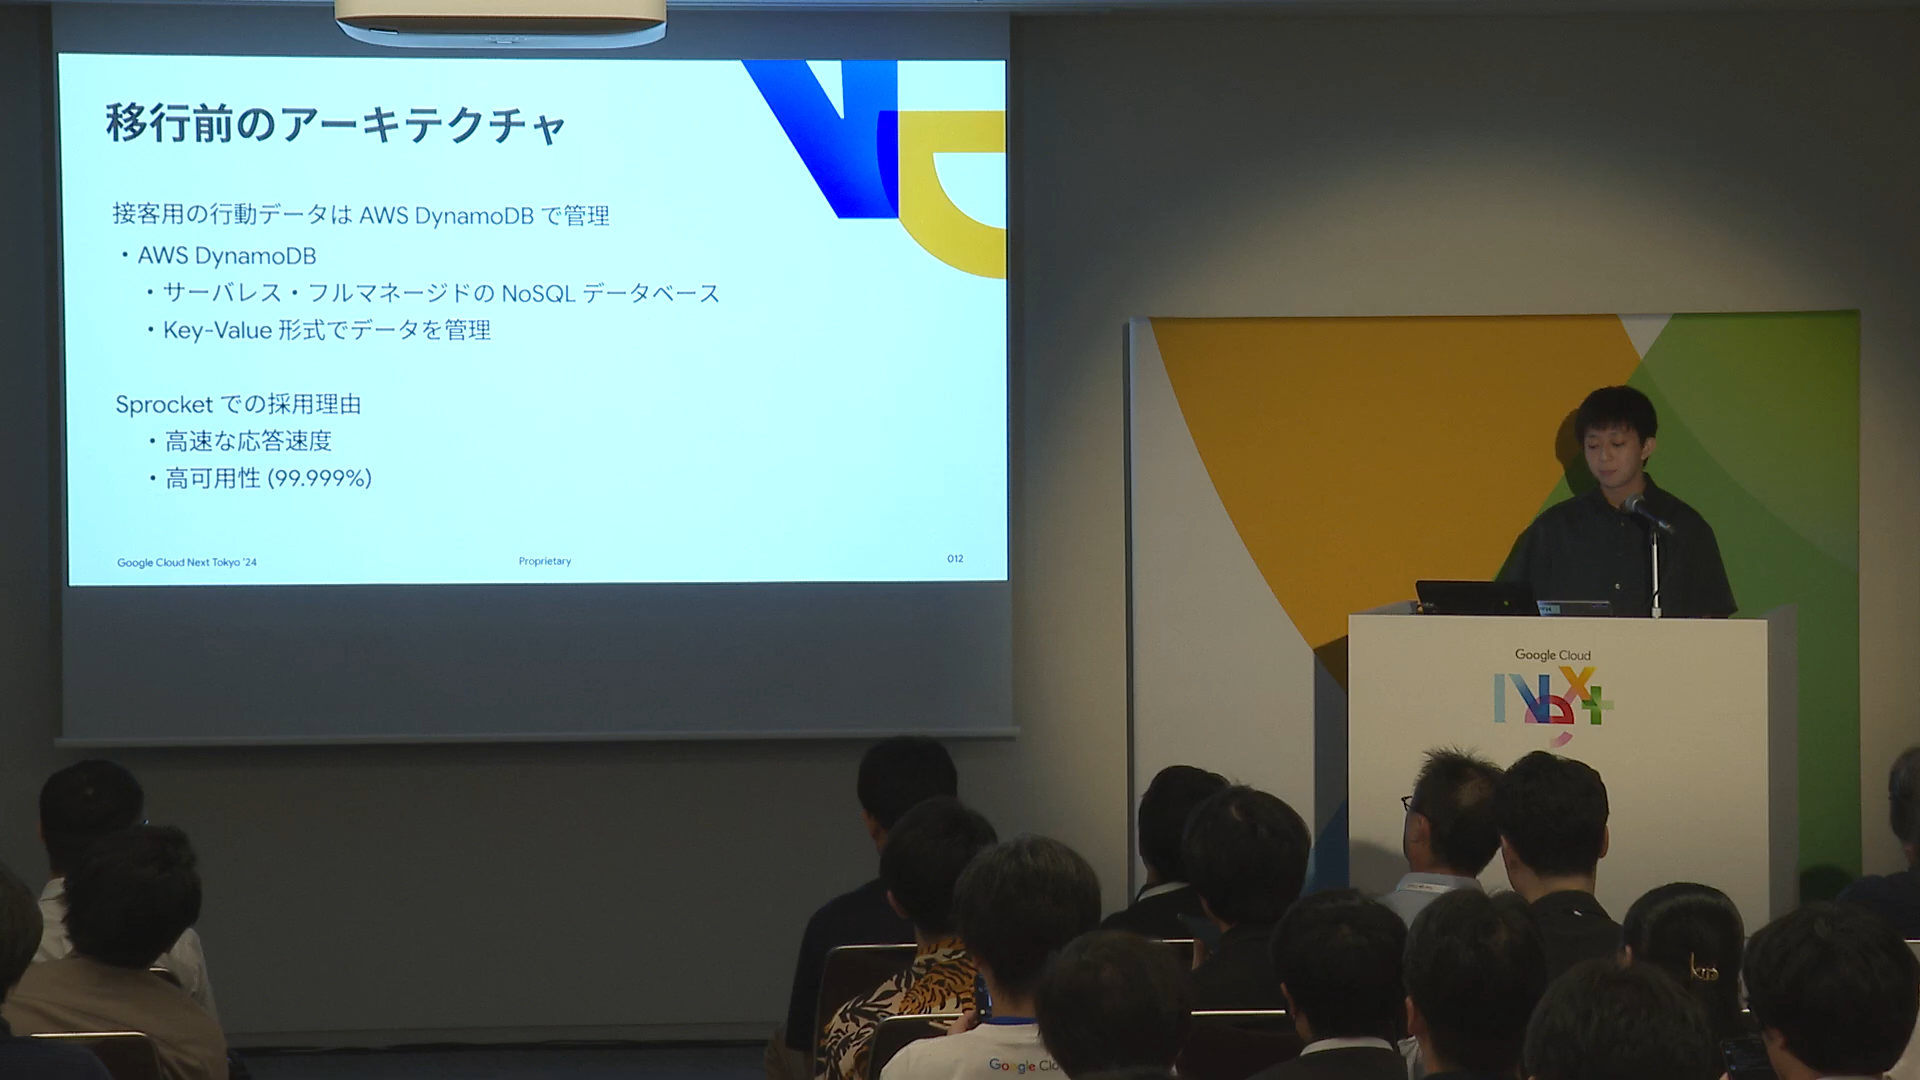 移行前のアーキテクチャ
接客用の行動データは AWS DynamoDB で管理
・AWS DynamoDB
・サーバレス・フルマネージドの NoSQL データベース
・Key-Value 形式でデータを管理
Sprocket での採用理由
・高速な応答速度
・高可用性 (99.999%)
Google Cloud Next Tokyo '24
Proprietary
012
Google Cloud
Next
Google Clo